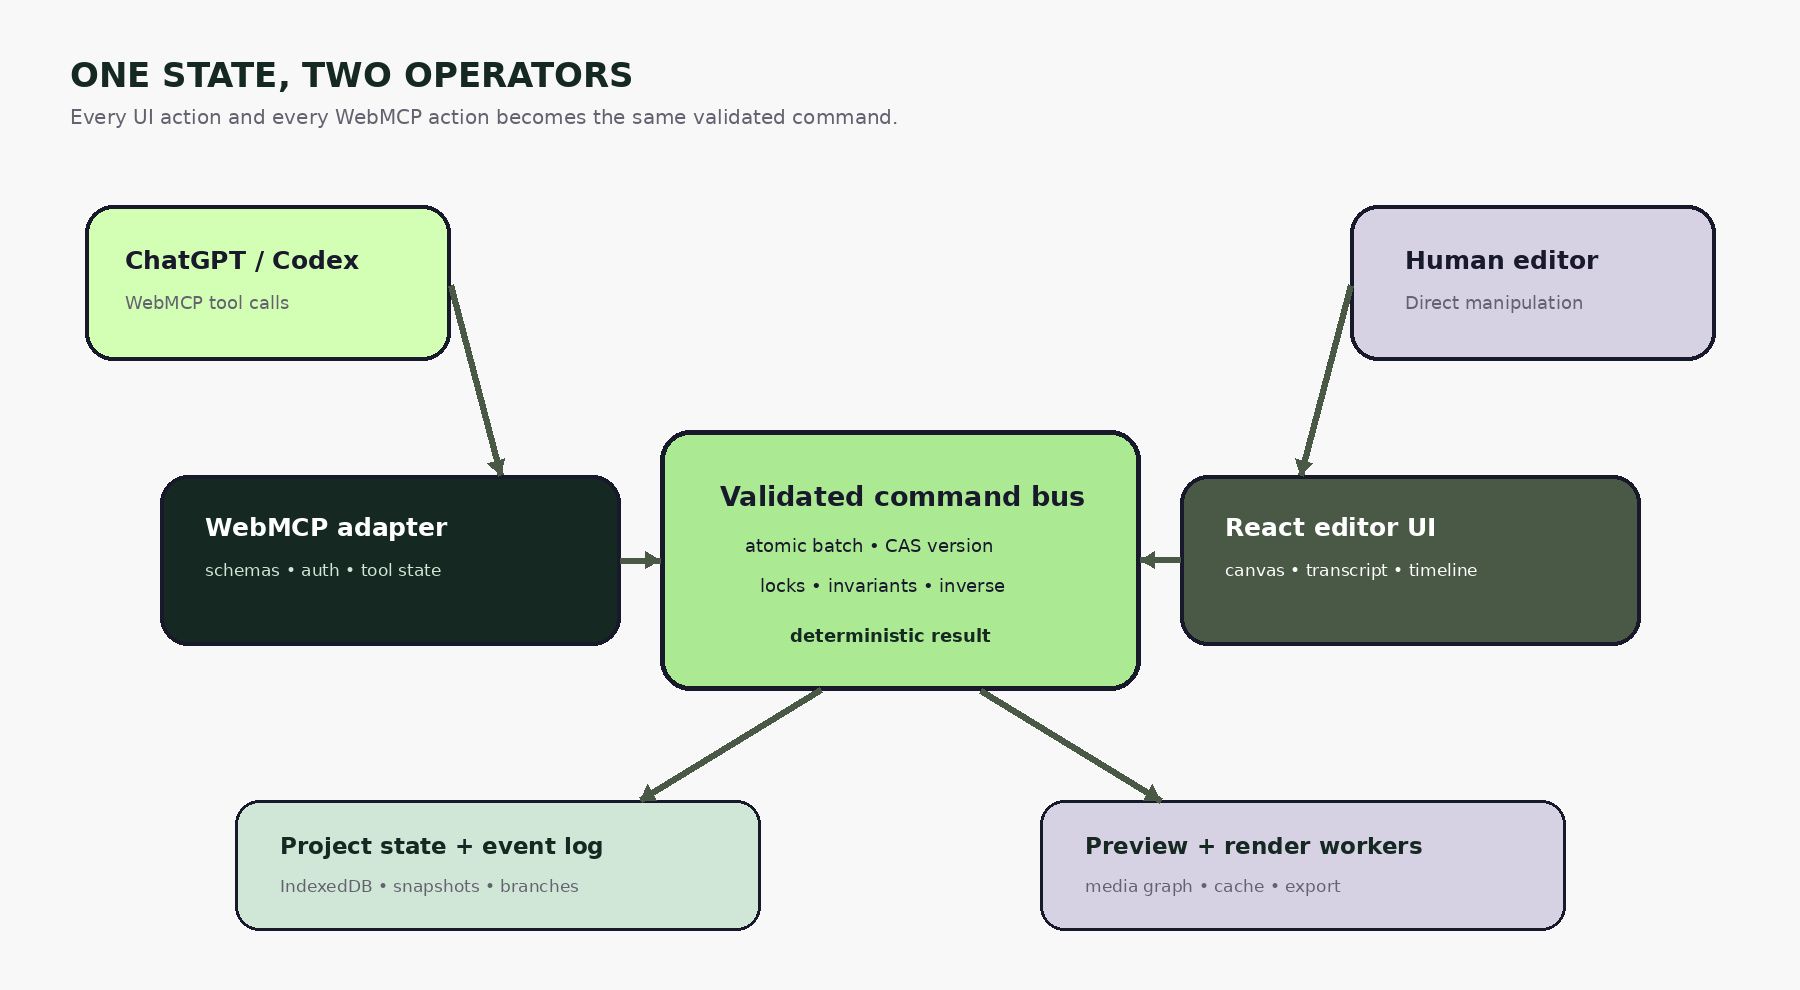 ONE STATE, TWO OPERATORS
Every UI action and every WebMCP action becomes the same validated command.
ChatGPT / Codex
WebMCP tool calls
Human editor
Direct manipulation
WebMCP adapter
schemas • auth • tool state
Validated command bus
atomic batch • CAS version
locks • invariants • inverse
deterministic result
React editor UI
canvas • transcript • timeline
Project state + event log
IndexedDB • snapshots • branches
Preview + render workers
media graph • cache • export